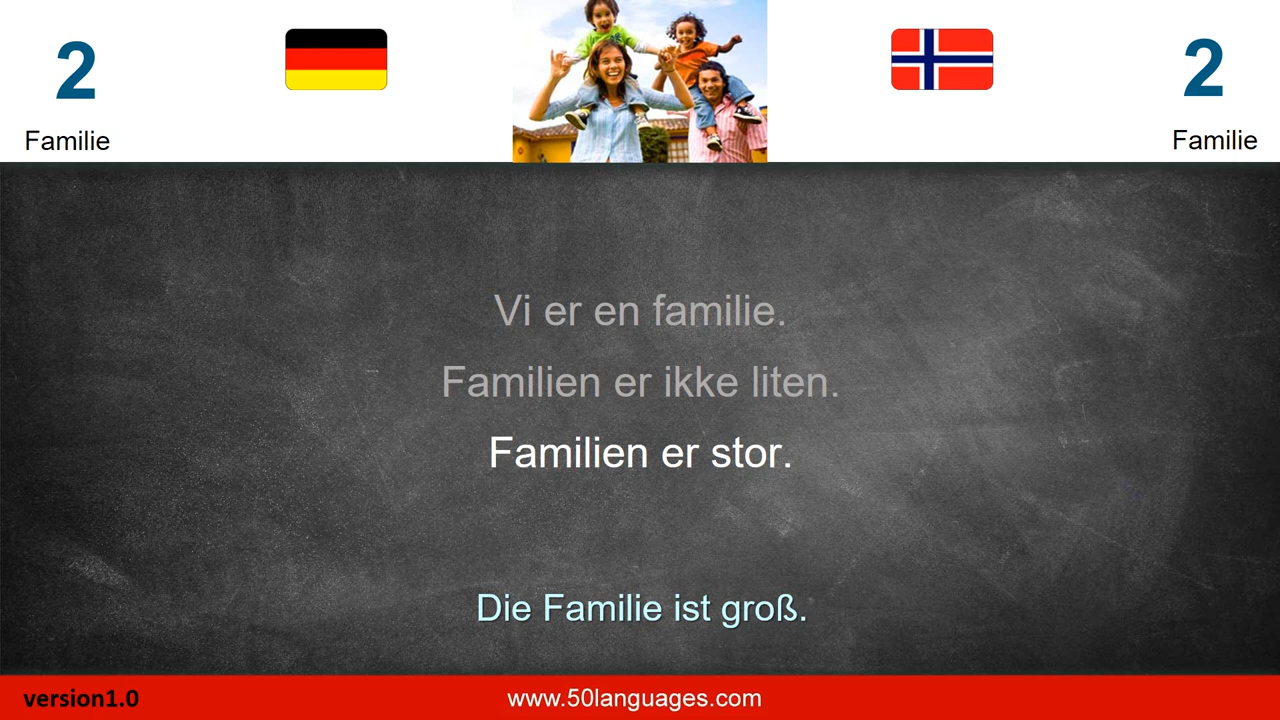 2
2
Familie
Familie
Vi er en familie.
Familien er ikke liten.
Familien er stor.
Die Familie ist groß.
version1.0
www.50languages.com